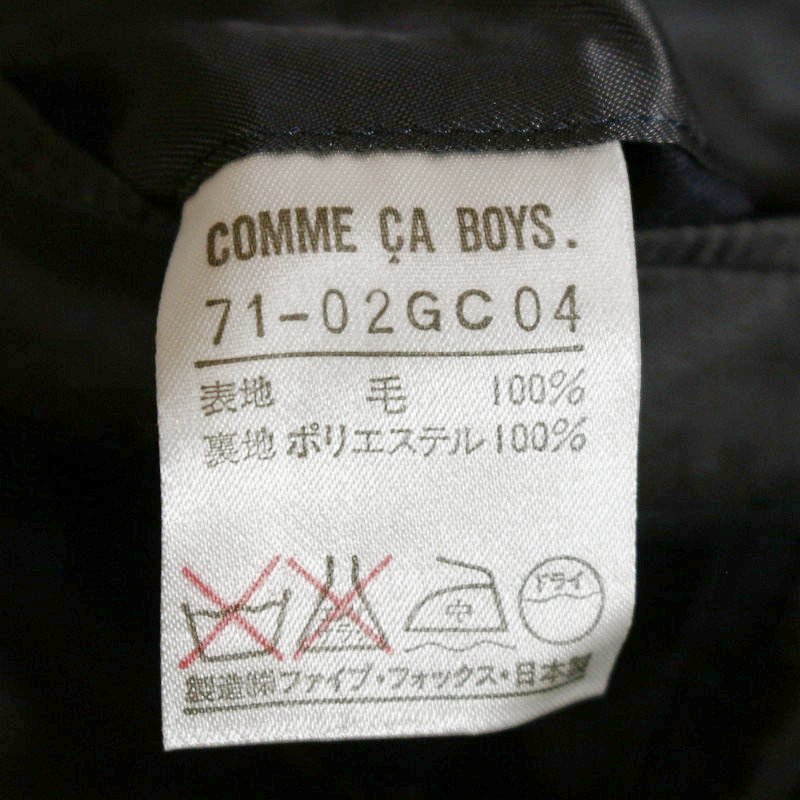 COMME ÇA BOYS.
71-02GC04
表地 毛 100%
裏地 ポリエステル 100%
中 ドライ
製造(株)ファイブ・フォックス・日本製